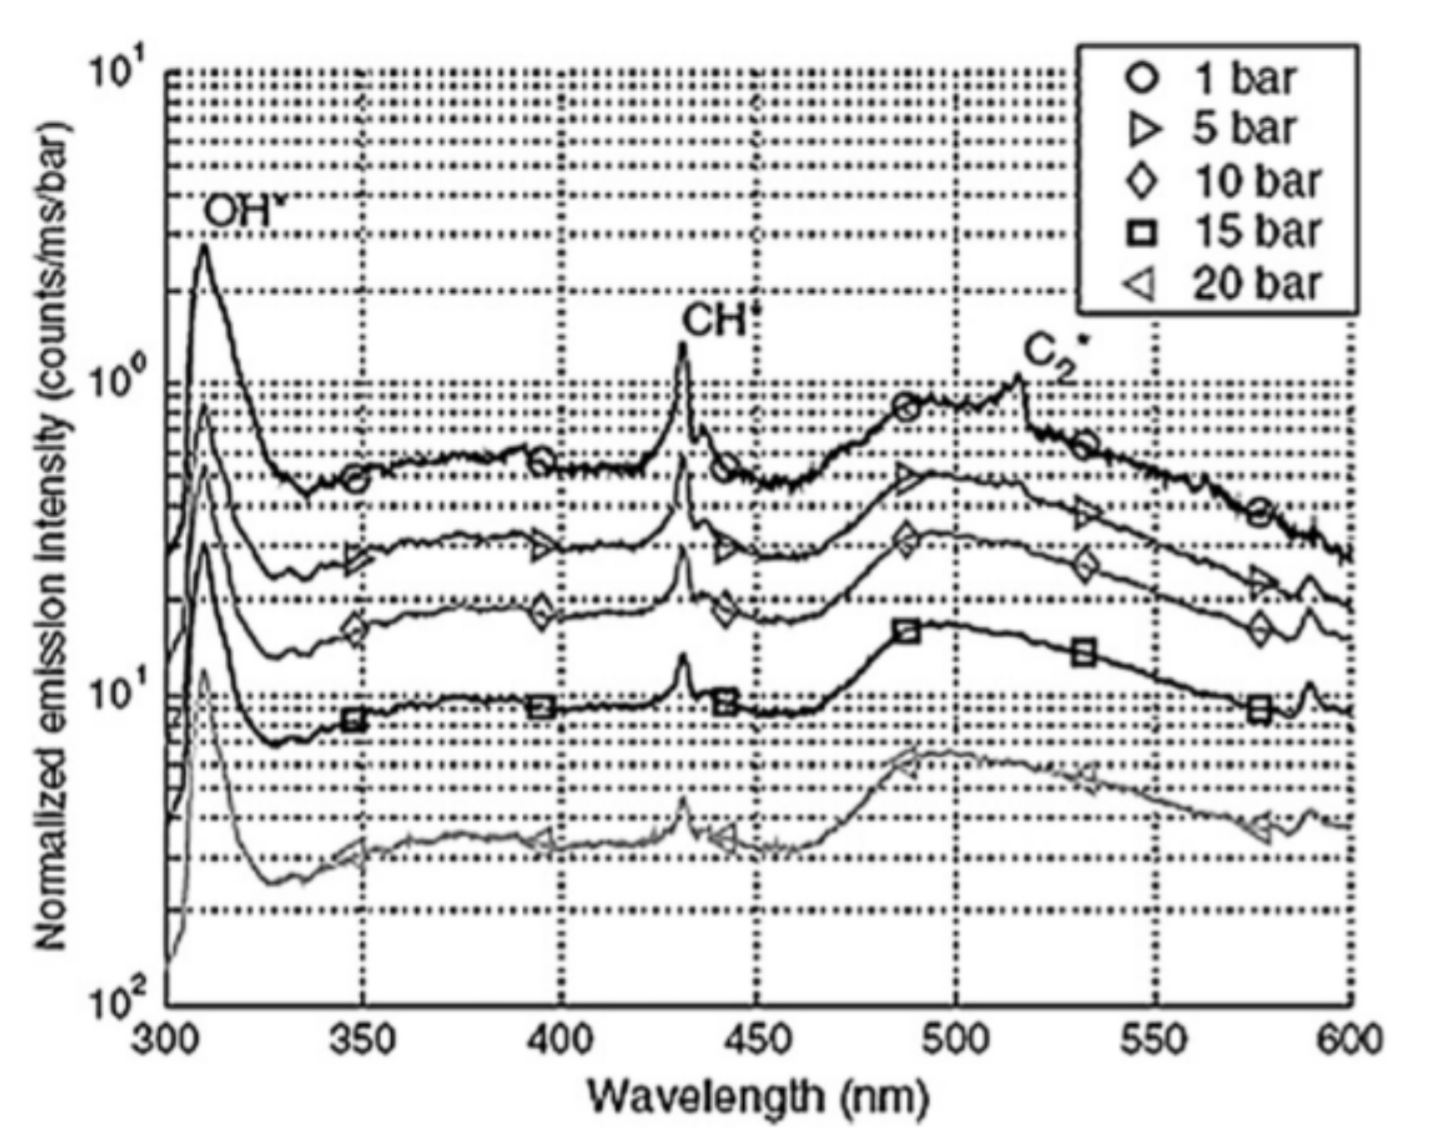 Normalized emission Intensity (counts/ms/bar)
10¹
10⁰
10¹
10²
OH*
CH*
C₂*
1 bar
5 bar
10 bar
15 bar
20 bar
300 350 400 450 500 550 600
Wavelength (nm)